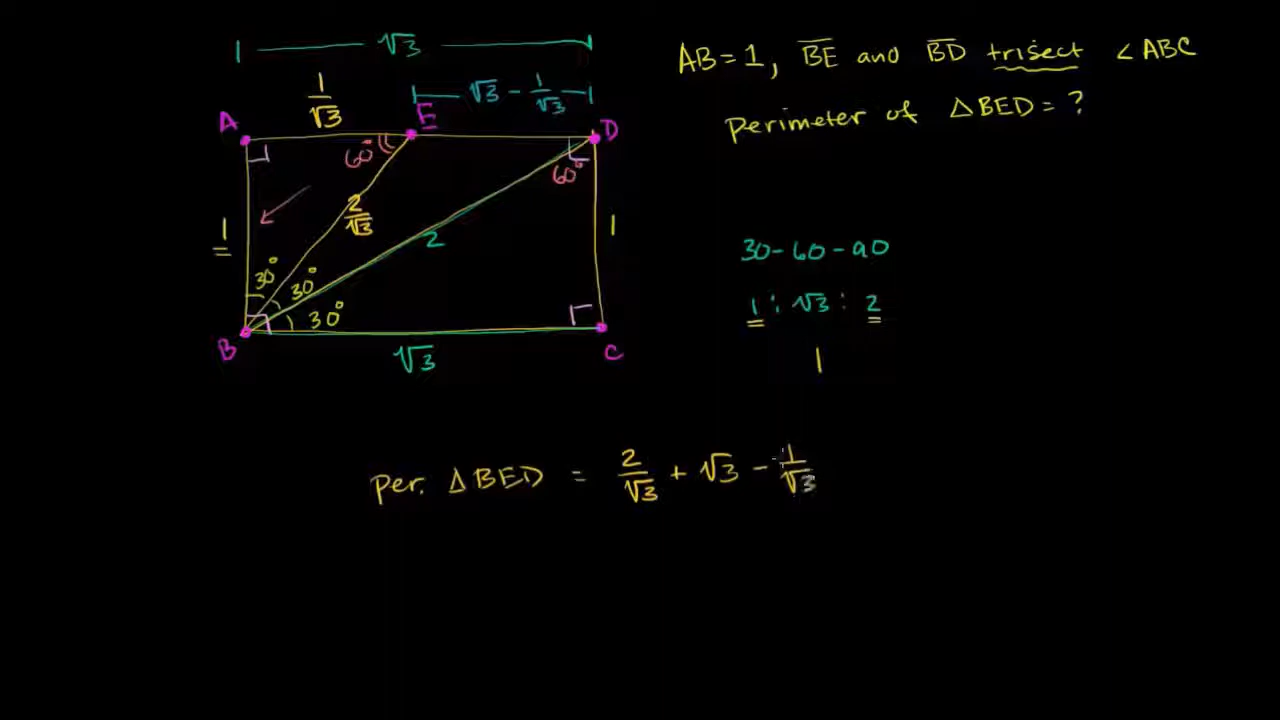 √3
AB = 1, BE and BD trisect ∠ABC
1/√3
√3 - 1/√3
A
E
D
Perimeter of △BED = ?
60°
60°
1
2/√3
2
1
30 - 60 - 90
30°
30°
30°
1 : √3 : 2
B
√3
C
1
per. △BED = 2/√3 + √3 - 1/√3